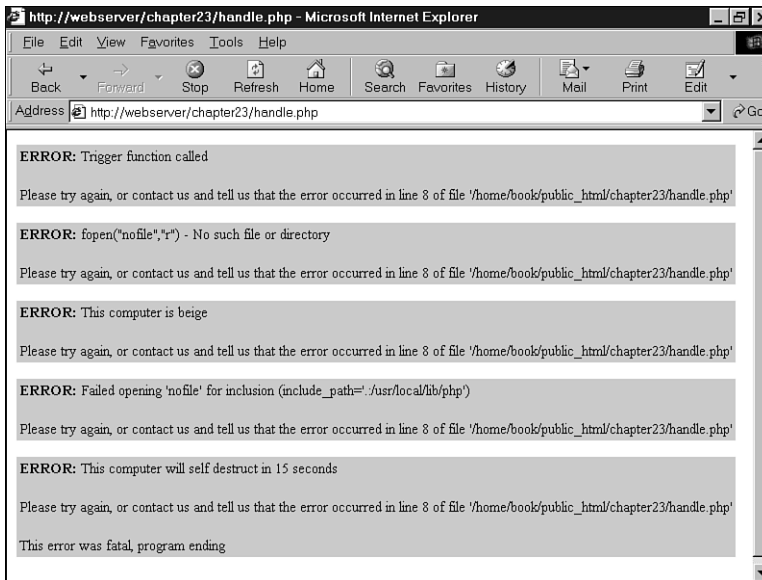 http://webserver/chapter23/handle.php - Microsoft Internet Explorer
File Edit View Favorites Tools Help
Back Forward Stop Refresh Home Search Favorites History Mail Print Edit
Address http://webserver/chapter23/handle.php Go
ERROR: Trigger function called
Please try again, or contact us and tell us that the error occurred in line 8 of file '/home/book/public_html/chapter23/handle.php'
ERROR: fopen("nofile","r") - No such file or directory
Please try again, or contact us and tell us that the error occurred in line 8 of file '/home/book/public_html/chapter23/handle.php'
ERROR: This computer is beige
Please try again, or contact us and tell us that the error occurred in line 8 of file '/home/book/public_html/chapter23/handle.php'
ERROR: Failed opening 'nofile' for inclusion (include_path='.:/usr/local/lib/php')
Please try again, or contact us and tell us that the error occurred in line 8 of file '/home/book/public_html/chapter23/handle.php'
ERROR: This computer will self destruct in 15 seconds
Please try again, or contact us and tell us that the error occurred in line 8 of file '/home/book/public_html/chapter23/handle.php'
This error was fatal, program ending